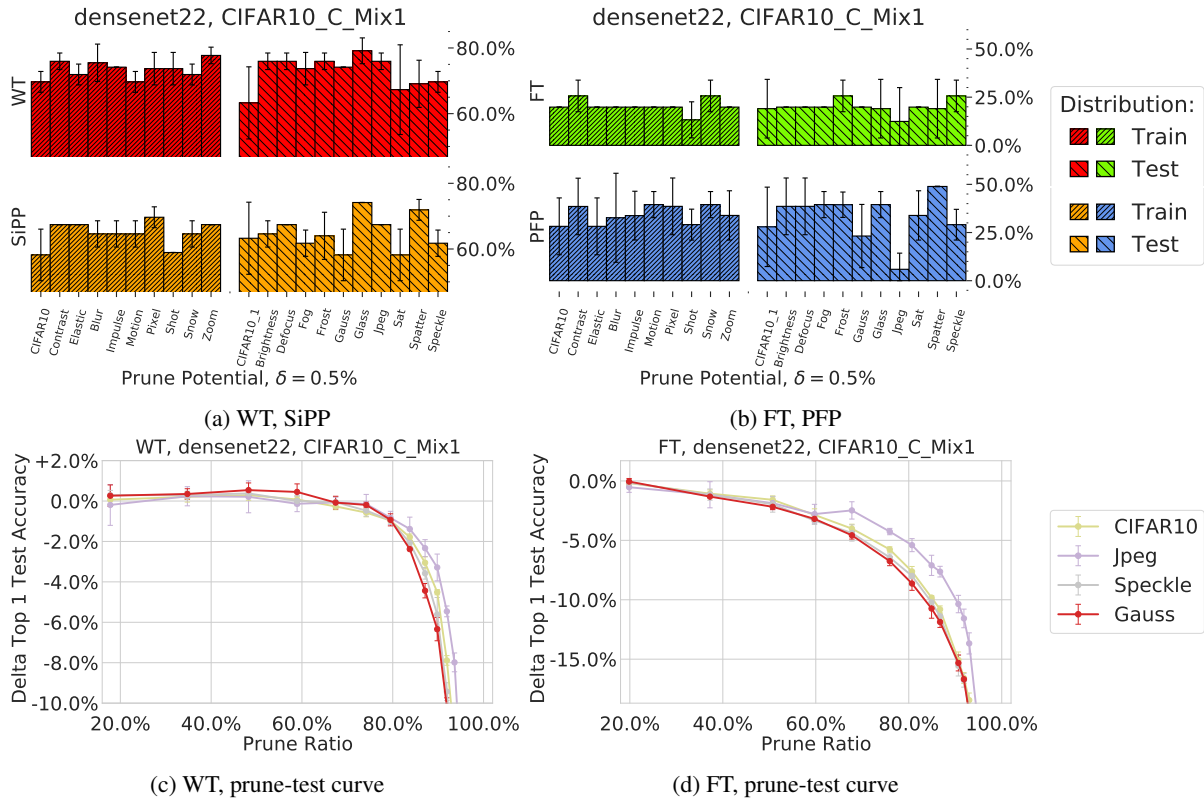 densenet22, CIFAR10_C_Mix1
WT
80.0%
60.0%
SiPP
80.0%
60.0%
CIFAR10
Contrast
Elastic
Blur
Impulse
Motion
Pixel
Shot
Snow
Zoom
CIFAR10_1
Brightness
Defocus
Fog
Frost
Gauss
Glass
Jpeg
Sat
Spatter
Speckle
Prune Potential, δ = 0.5%
(a) WT, SiPP
densenet22, CIFAR10_C_Mix1
FT
50.0%
25.0%
0.0%
PFP
50.0%
25.0%
0.0%
CIFAR10
Contrast
Elastic
Blur
Impulse
Motion
Pixel
Shot
Snow
Zoom
CIFAR10_1
Brightness
Defocus
Fog
Frost
Gauss
Glass
Jpeg
Sat
Spatter
Speckle
Prune Potential, δ = 0.5%
(b) FT, PFP
Distribution:
Train
Test
Train
Test
WT, densenet22, CIFAR10_C_Mix1
Delta Top 1 Test Accuracy
+2.0%
0.0%
-2.0%
-4.0%
-6.0%
-8.0%
-10.0%
20.0% 40.0% 60.0% 80.0% 100.0%
Prune Ratio
(c) WT, prune-test curve
FT, densenet22, CIFAR10_C_Mix1
Delta Top 1 Test Accuracy
0.0%
-5.0%
-10.0%
-15.0%
20.0% 40.0% 60.0% 80.0% 100.0%
Prune Ratio
(d) FT, prune-test curve
CIFAR10
Jpeg
Speckle
Gauss